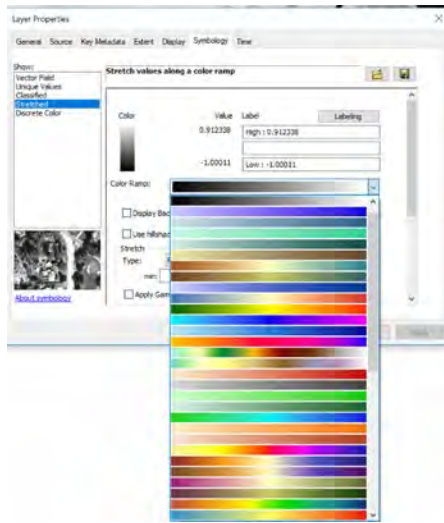 Layer Properties
General Source Key Metadata Extent Display Symbology Time
Show:
Vector Field
Unique Values
Classified
Stretched
Discrete Color
Stretch values along a color ramp
Color Value Label Labeling
0.912338 High : 0.912338
-1.00011 Low : -1.00011
Color Ramp:
Display Bac
Use hillshad
Stretch
Type:
min:
Apply Gam
About symbology